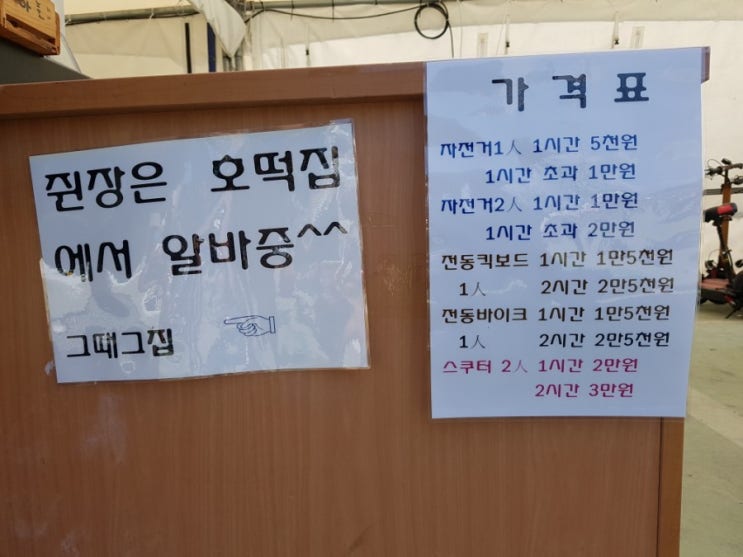 쥔장은 호떡집
에서 알바중^^
그때그집
가격표
자전거1人 1시간 5천원
1시간 초과 1만원
자전거2人 1시간 1만원
1시간 초과 2만원
전동킥보드 1시간 1만5천원
1人 2시간 2만5천원
전동바이크 1시간 1만5천원
1人 2시간 2만5천원
스쿠터 2人 1시간 2만원
2시간 3만원